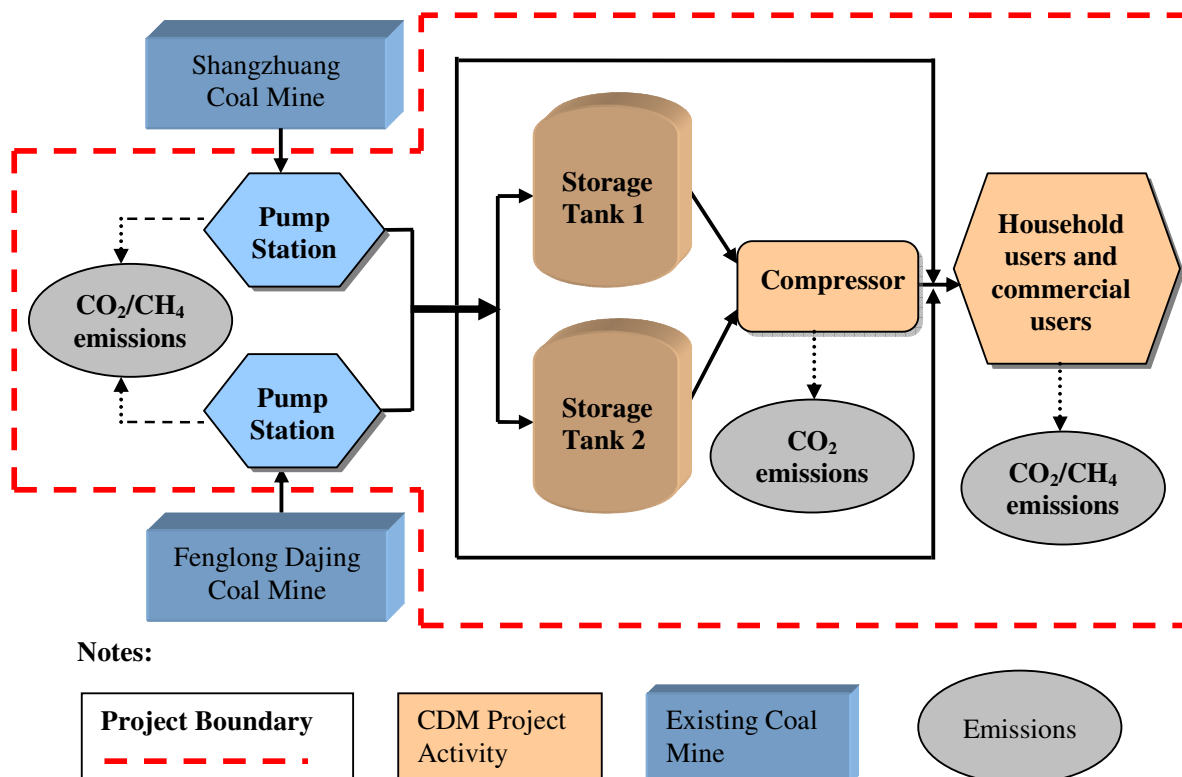 Shangzhuang
Coal Mine
Pump
Station
CO₂/CH₄
emissions
Pump
Station
Fenglong Dajing
Coal Mine
Storage
Tank 1
Storage
Tank 2
Compressor
CO₂
emissions
Household
users and
commercial
users
CO₂/CH₄
emissions
Notes:
Project Boundary
CDM Project
Activity
Existing Coal
Mine
Emissions